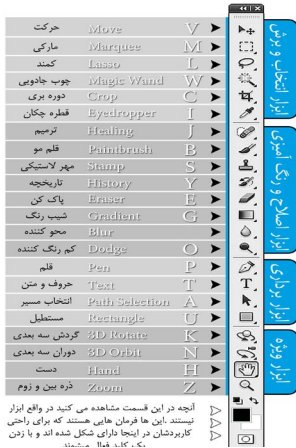 حرکت Move V
مارکی Marquee M
کمند Lasso L
چوب جادویی Magic Wand W
دوره بری Crop C
قطره چکان Eyedropper I
ترمیم Healing J
قلم مو Paintbrush B
مهر لاستیکی Stamp S
تاریخچه History Y
پاک کن Eraser E
شیب رنگ Gradient G
محو کننده Blur
کم رنگ کننده Dodge O
قلم Pen P
حروف و متن Text T
انتخاب مسیر Path Selection A
مستطیل Rectangle U
گردش سه بعدی 3D Rotate K
دوران سه بعدی 3D Orbit N
دست Hand H
ذره بین و زوم Zoom Z
ابزار انتخاب و برش
ابزار اصلاح و رنگ آمیزی
ابزار برداری
ابزار ویژه
آنچه در این قسمت مشاهده می کنید در واقع ابزار
نیستند .این ها فرمان هایی هستند که برای راحتی
کاربردشان در اینجا دارای شکل شده اند و با زدن
یک کلید فعال میشوند